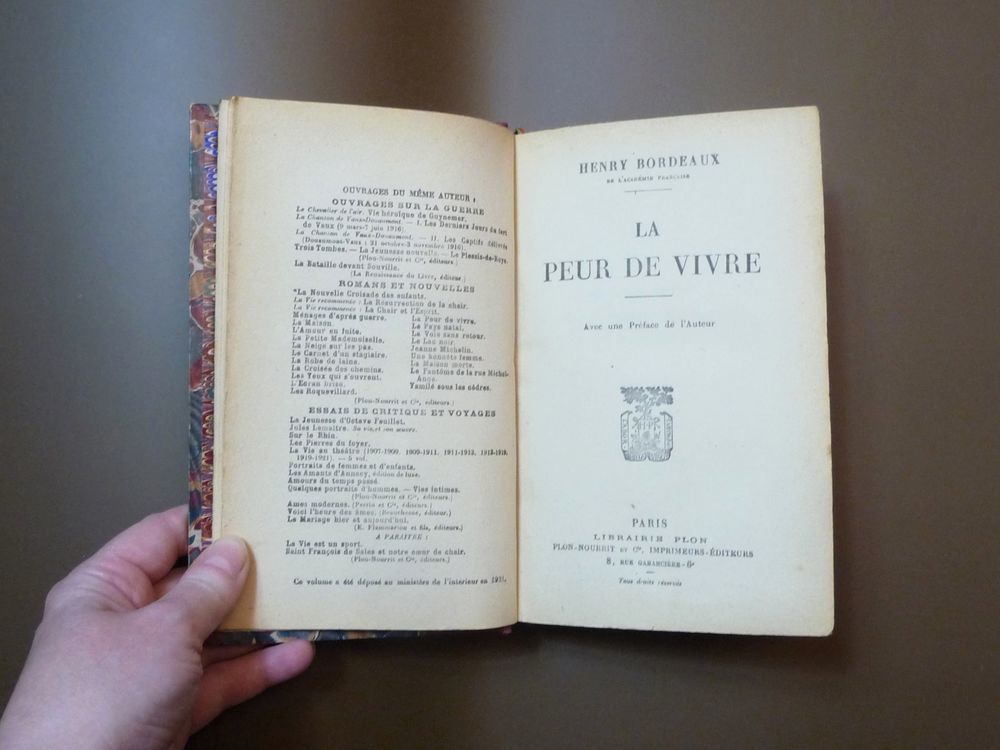 OUVRAGES DU MÊME AUTEUR :
OUVRAGES SUR LA GUERRE
Le Chevalier de l'air. Vie héroïque de Guynemer.
La Chanson de Vaux-Douaumont. — I. Les Derniers Jours du fort
de Vaux (9 mars-7 juin 1916).
La Chanson de Vaux-Douaumont. — II. Les Captifs délivrés
(Douaumont-Vaux : 21 octobre-3 novembre 1916).
Trois Tombes. — La Jeunesse nouvelle. — Le Plessis-de-Roye.
(Plon-Nourrit et Cie, éditeurs.)
La Bataille devant Souville.
(La Renaissance du Livre, éditeur.)
ROMANS ET NOUVELLES
*La Nouvelle Croisade des enfants.
La Vie recommence : La Résurrection de la chair.
La Vie recommence : La Chair et l'Esprit.
Ménages d'après guerre.
La Maison.
L'Amour en fuite.
La Petite Mademoiselle.
La Neige sur les pas.
Le Carnet d'un stagiaire.
La Robe de laine.
La Croisée des chemins.
Les Yeux qui s'ouvrent.
L'Écran brisé.
Les Roquevillard.
La Peur de vivre.
Le Pays natal.
La Voie sans retour.
Le Lac noir.
Jeanne Michelin.
Une honnête femme.
La Maison morte.
Le Fantôme de la rue Michel-
Ange.
Yamilé sous les cèdres.
(Plon-Nourrit et Cie, éditeurs.)
ESSAIS DE CRITIQUE ET VOYAGES
La Jeunesse d'Octave Feuillet.
Jules Lemaître. Sa vie et son œuvre.
Sur le Rhin.
Les Pierres du foyer.
La Vie au théâtre (1907-1909, 1909-1911, 1911-1913, 1913-1919,
1919-1921). — 5 vol.
Portraits de femmes et d'enfants.
Les Amants d'Annecy, édition de luxe.
Amours du temps passé.
Quelques portraits d'hommes. — Vies intimes.
(Plon-Nourrit et Cie, éditeurs.)
Ames modernes. (Perrin et Cie, éditeurs.)
Voici l'heure des âmes. (Beauchesne, éditeur.)
Le Mariage hier et aujourd'hui.
(E. Flammarion et fils, éditeurs.)
A PARAITRE :
La Vie est un sport.
Saint François de Sales et notre cœur de chair.
(Plon-Nourrit et Cie, éditeurs.)
Ce volume a été déposé au ministère de l'intérieur en
HENRY BORDEAUX
DE L'ACADÉMIE FRANÇAISE
LA
PEUR DE VIVRE
Avec une Préface de l'Auteur
PARIS
LIBRAIRIE PLON
PLON-NOURRIT ET Cie, IMPRIMEURS-ÉDITEURS
8, RUE GARANCIÈRE - 6e
Tous droits réservés